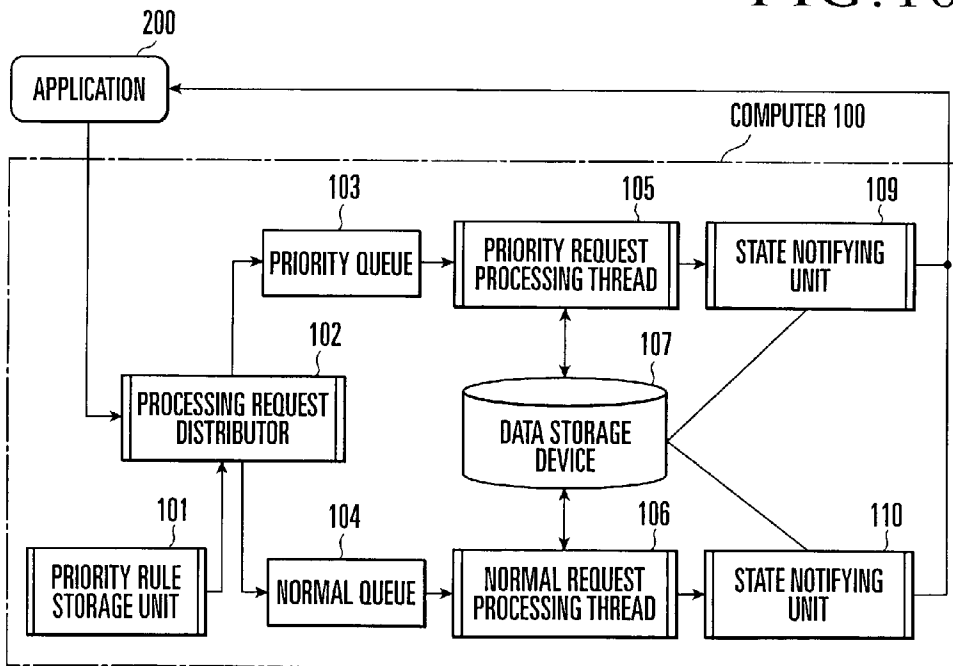 FIG. 10
200
APPLICATION
COMPUTER 100
103
PRIORITY QUEUE
105
PRIORITY REQUEST
PROCESSING THREAD
109
STATE NOTIFYING
UNIT
102
PROCESSING REQUEST
DISTRIBUTOR
107
DATA STORAGE
DEVICE
101
PRIORITY RULE
STORAGE UNIT
104
NORMAL QUEUE
106
NORMAL REQUEST
PROCESSING THREAD
110
STATE NOTIFYING
UNIT